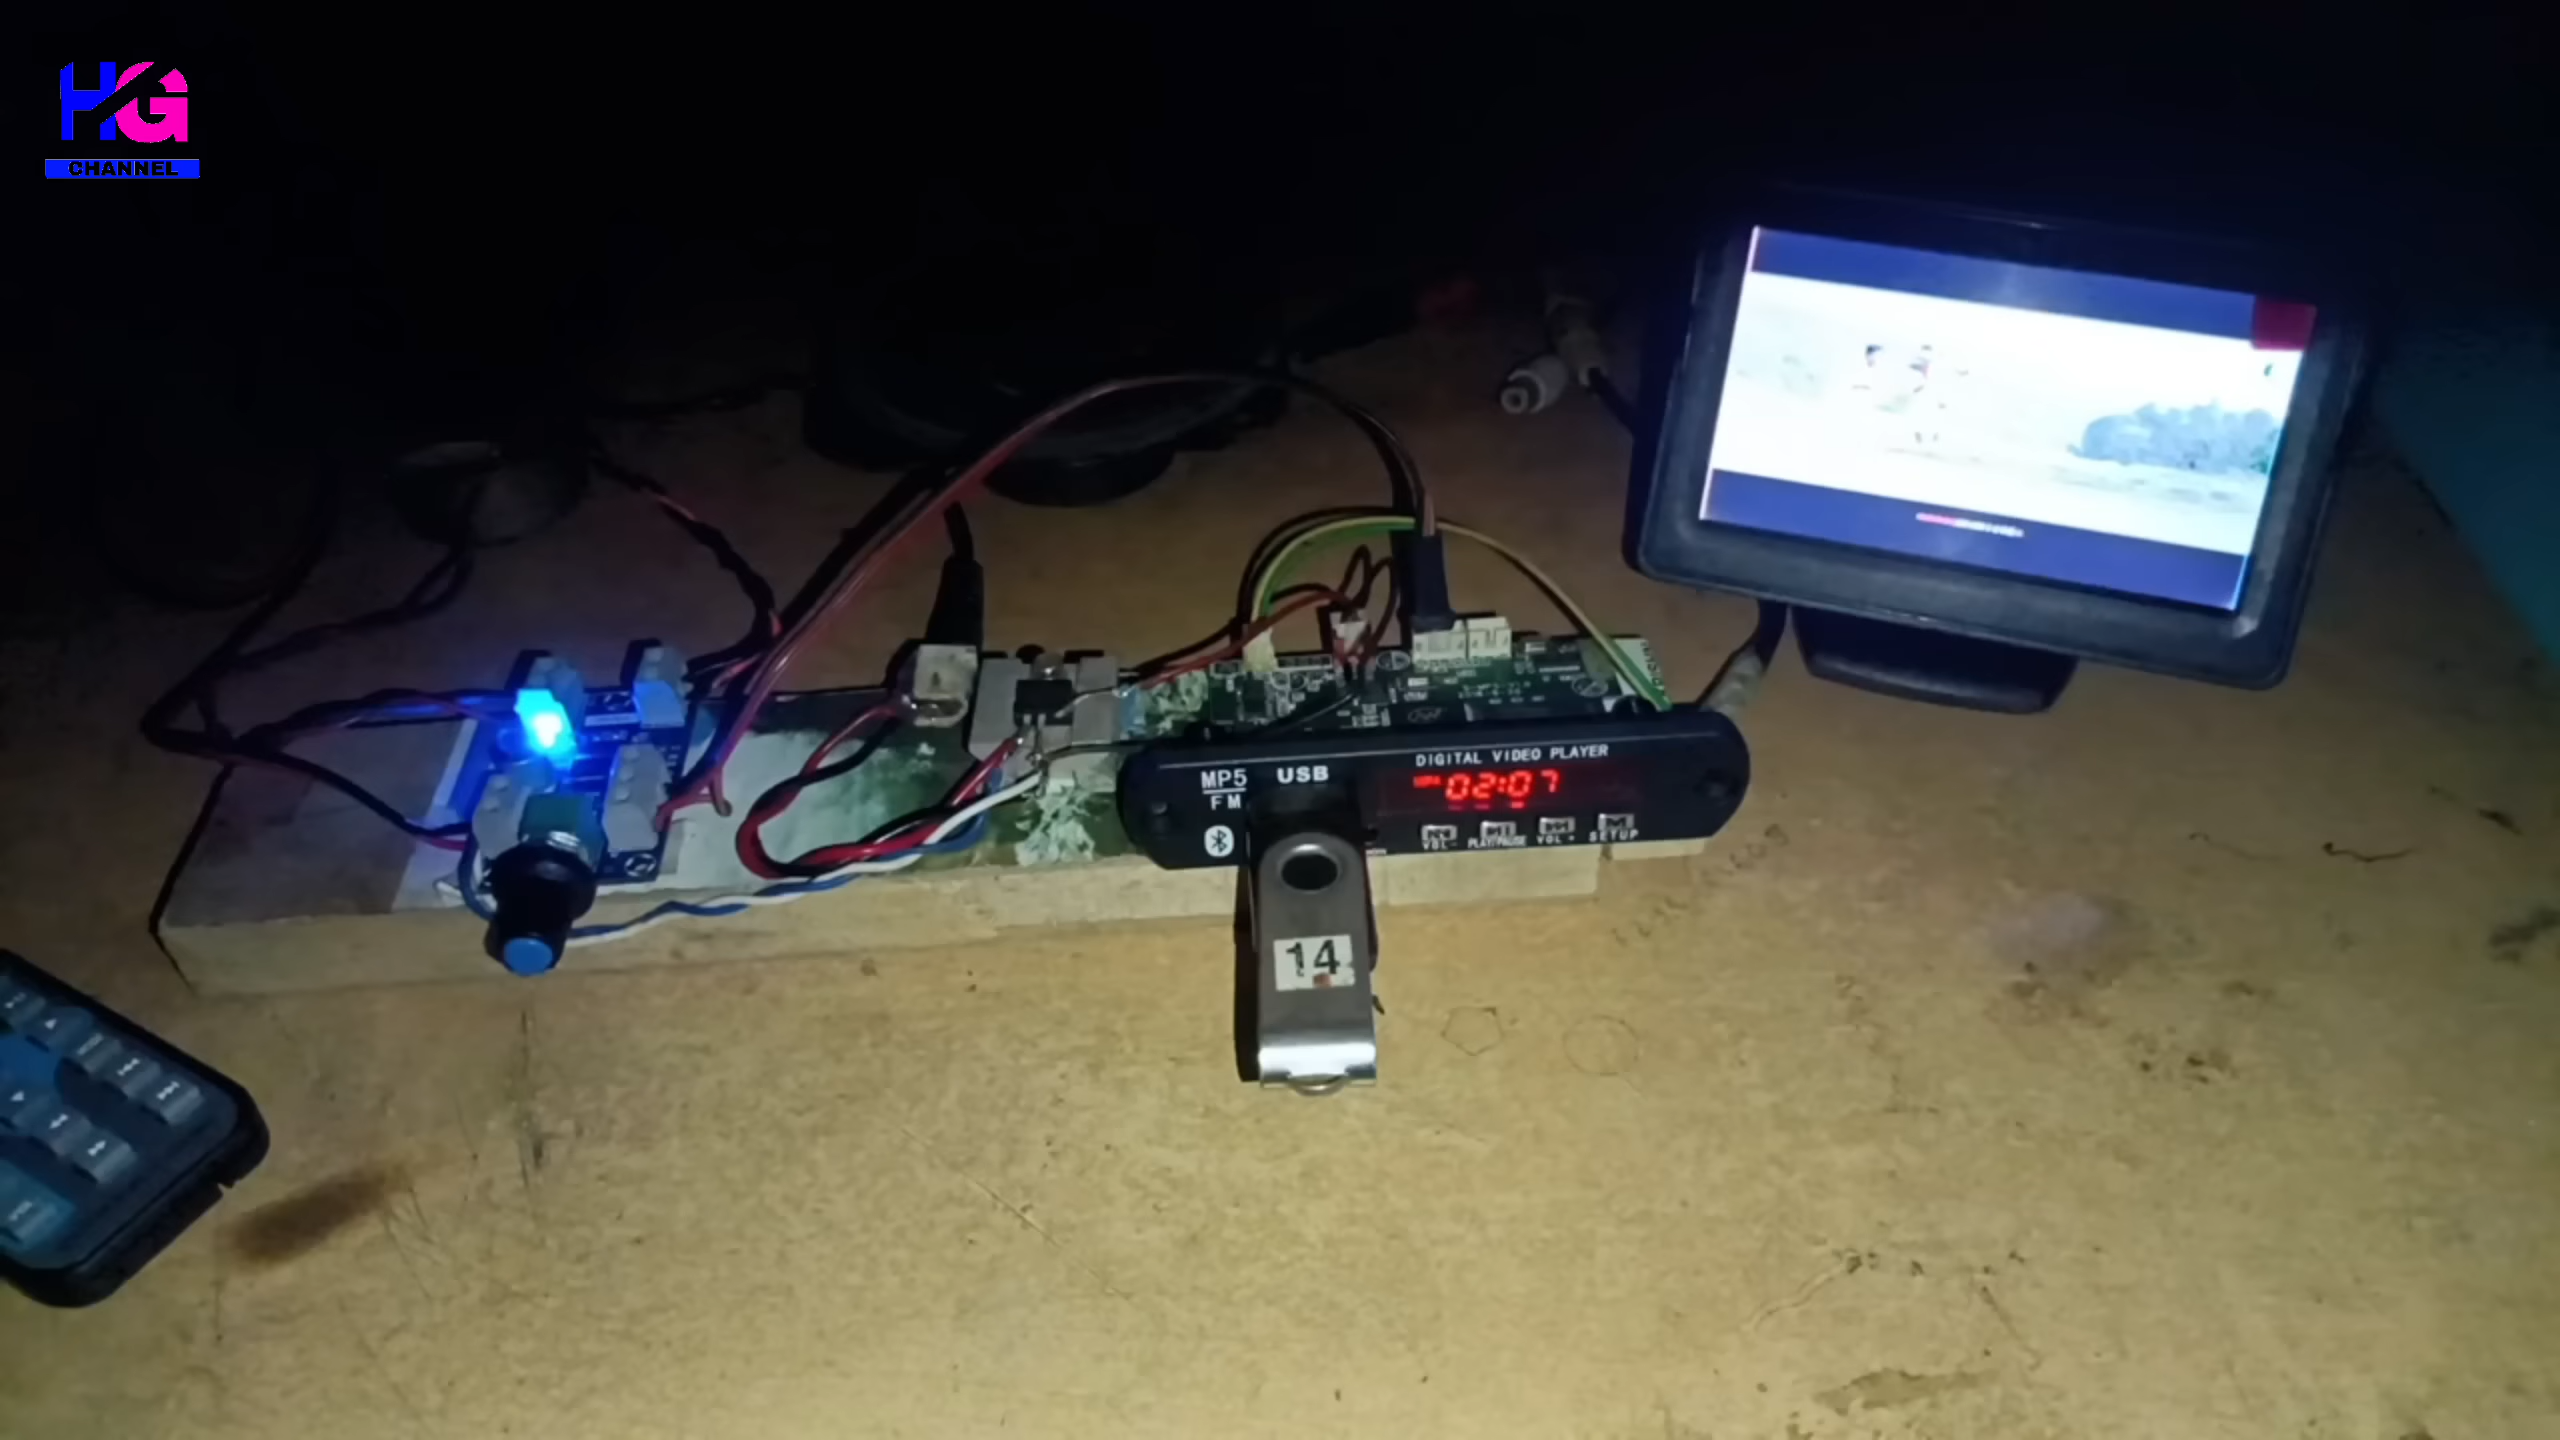 HG
CHANNEL
DIGITAL VIDEO PLAYER
MP5
USB
FM
02:07
VOL-
PLAY/PAUSE
VOL+
SETUP
14